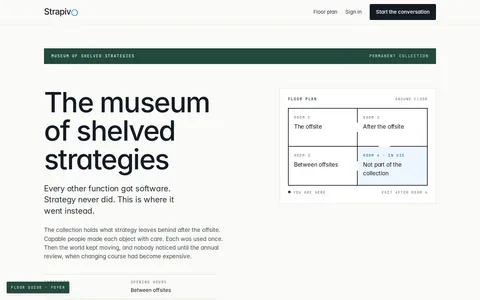 Strapivo
Floor plan
Sign in
Start the conversation
MUSEUM OF SHELVED STRATEGIES
PERMANENT COLLECTION
The museum
of shelved
strategies
Every other function got software.
Strategy never did. This is where it
went instead.
The collection holds what strategy leaves behind after the offsite.
Capable people made each object with care. Each was used once.
Then the world kept moving, and nobody noticed until the annual
review, when changing course had become expensive.
OPENING HOURS
Between offsites
FLOOR PLAN
GROUND FLOOR
ROOM 1
The offsite
ROOM 2
After the offsite
ROOM 3
Between offsites
ROOM 4 · IN USE
Not part of the
collection
YOU ARE HERE
EXIT AFTER ROOM 4
FLOOR GUIDE · FOYER